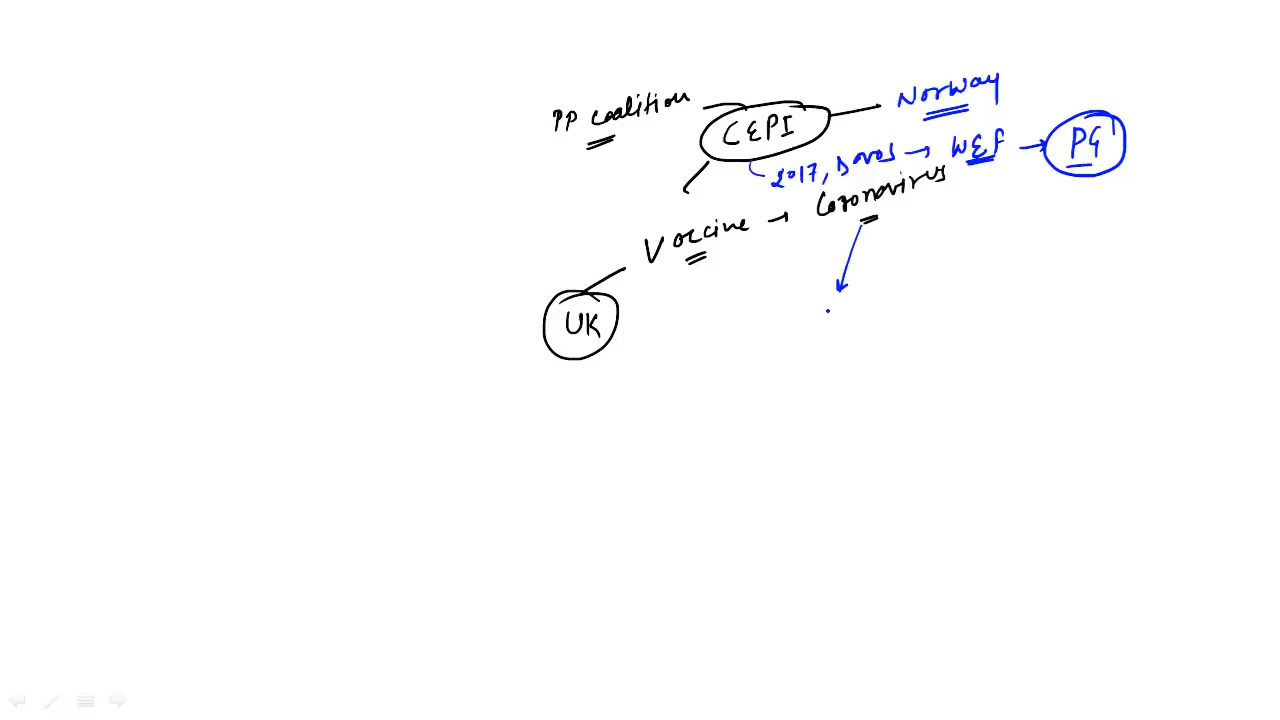 PP coalition
CEPI
Norway
2017, Davos → WEF → PG
Vaccine → Coronavirus
UK